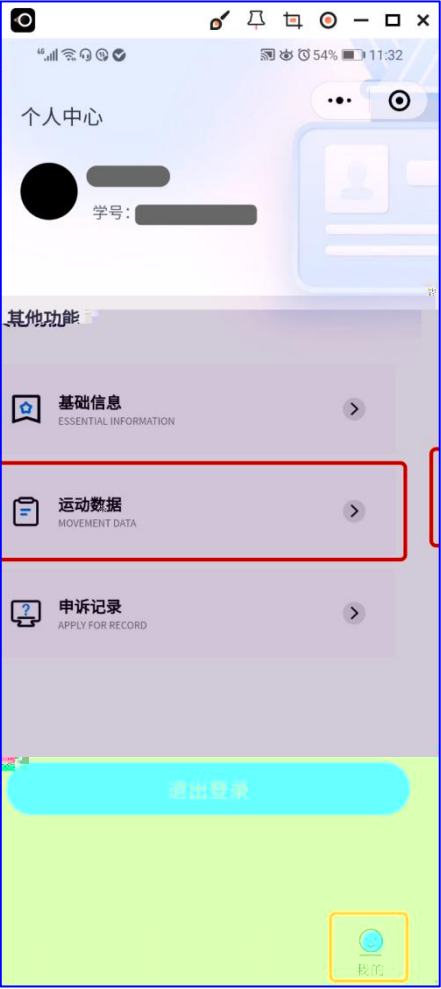 4G 54% 11:32
个人中心
学号:
其他功能
基础信息
ESSENTIAL INFORMATION
运动数据
MOVEMENT DATA
申诉记录
APPLY FOR RECORD
退出登录
我的